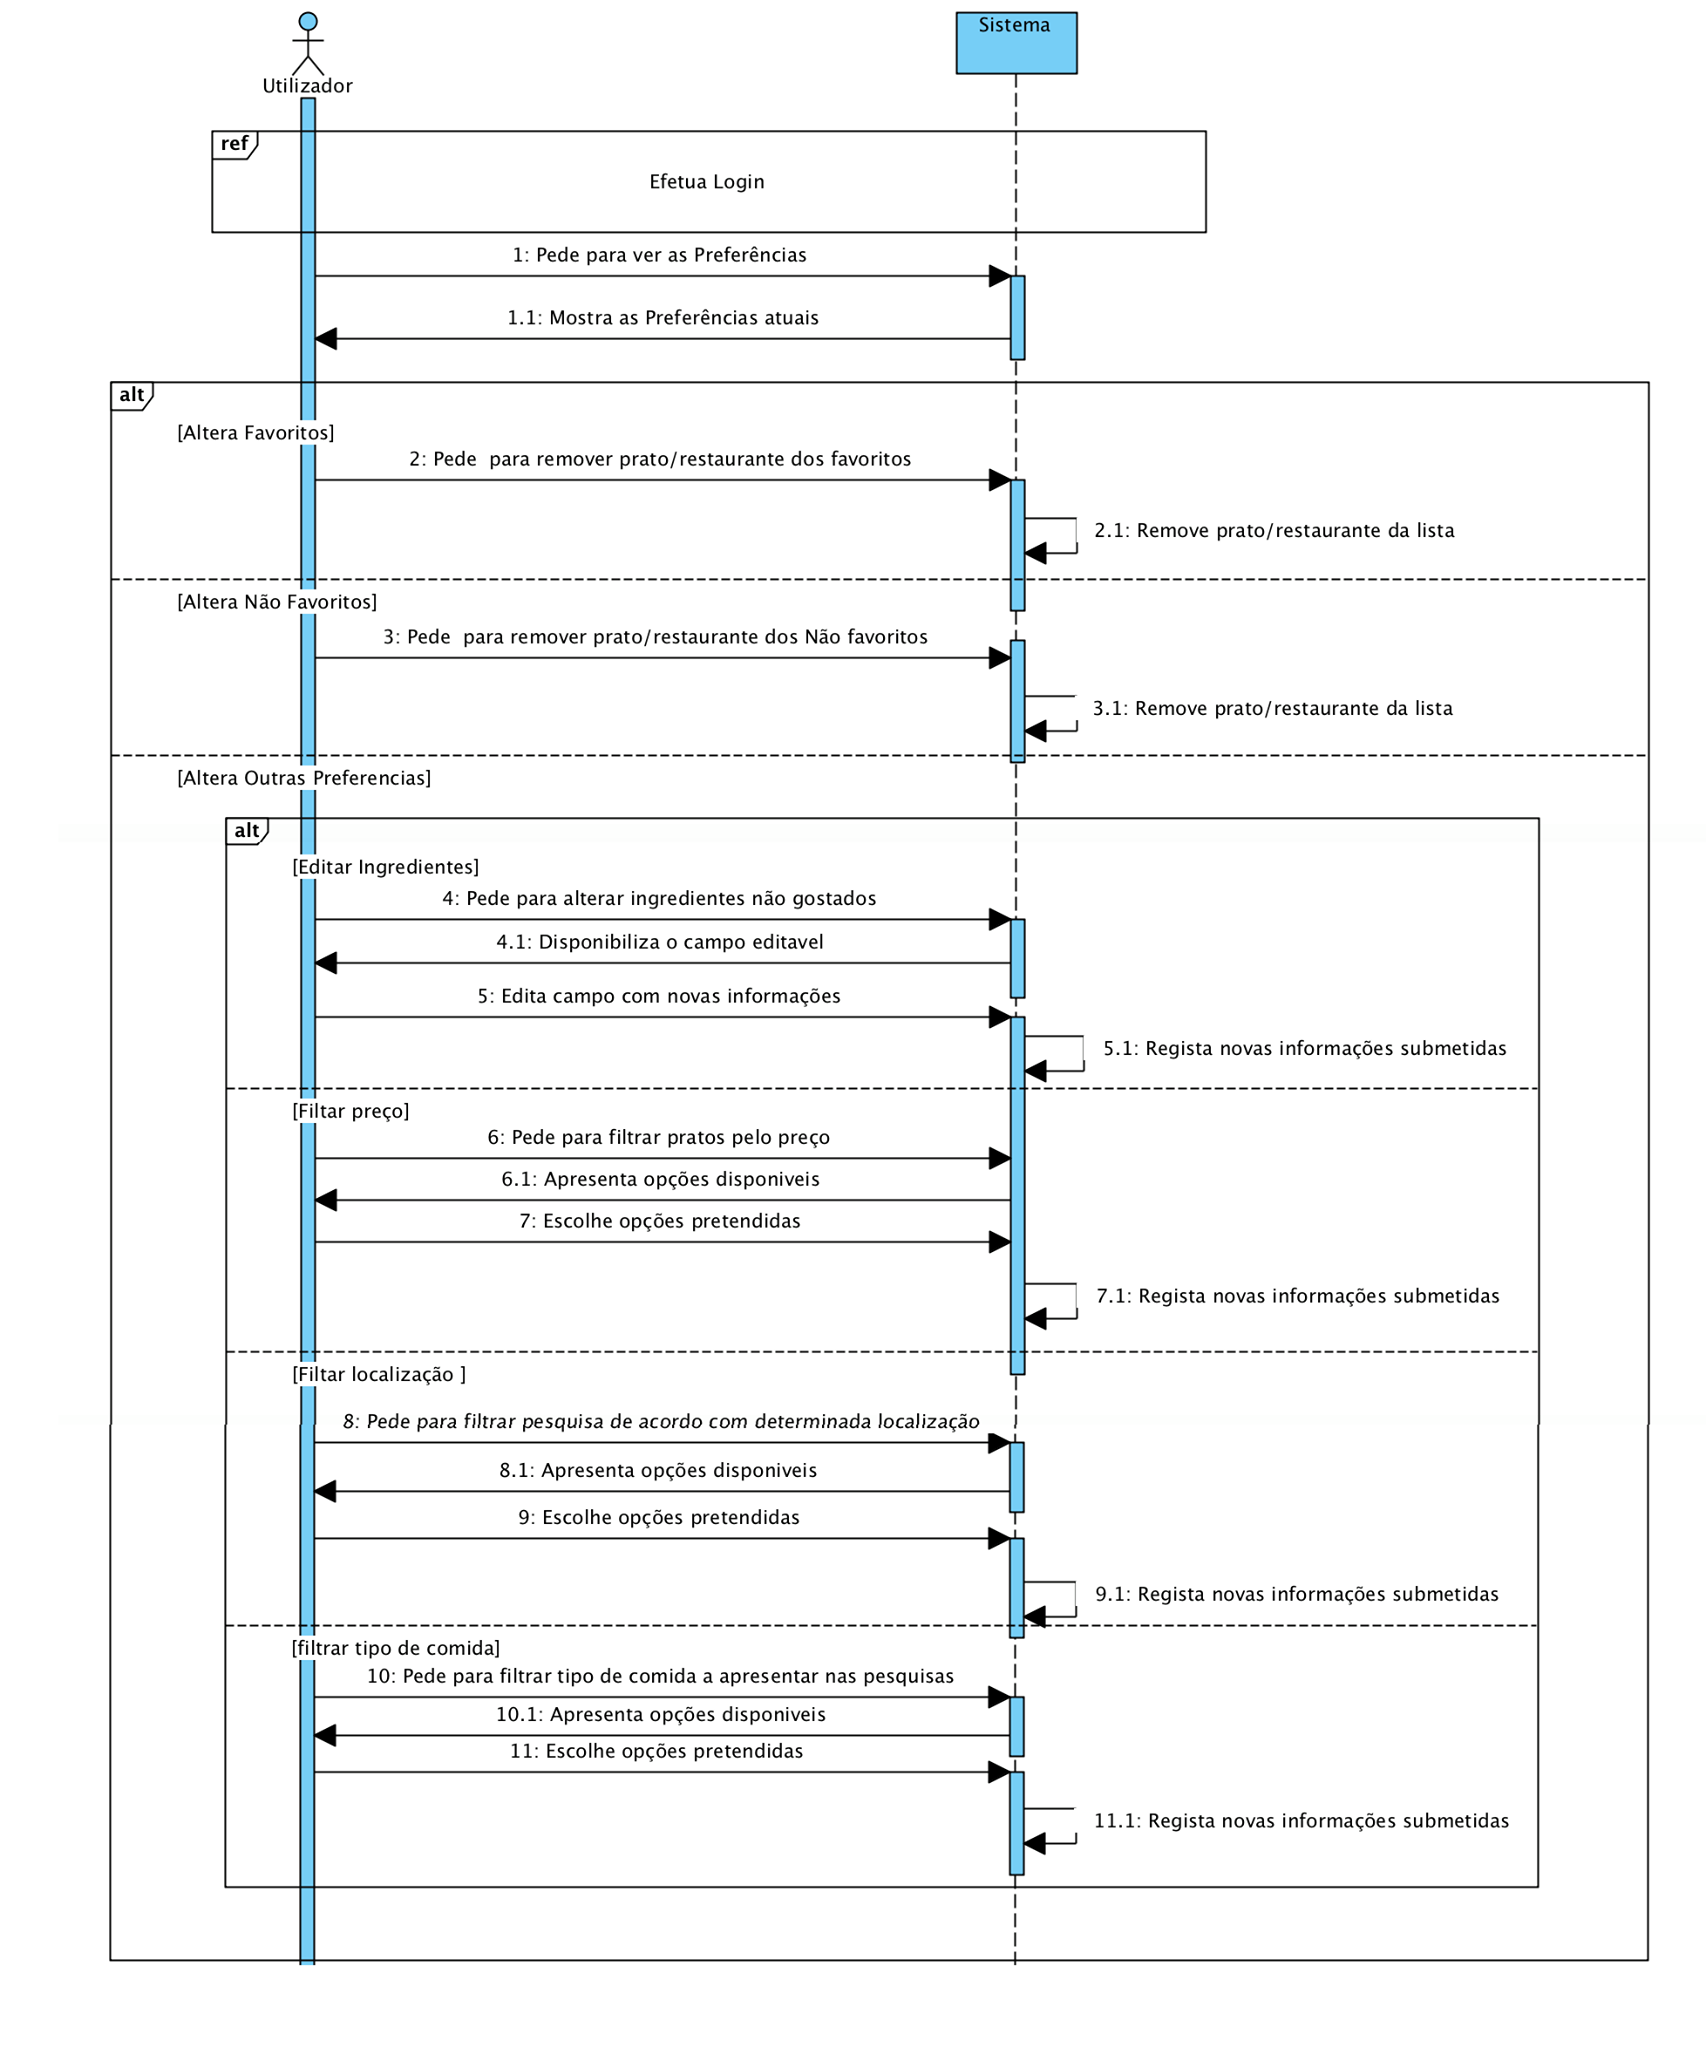 Sistema
Utilizador
ref
Efetua Login
1: Pede para ver as Preferências
1.1: Mostra as Preferências atuais
alt
[Altera Favoritos]
2: Pede  para remover prato/restaurante dos favoritos
2.1: Remove prato/restaurante da lista
[Altera Não Favoritos]
3: Pede  para remover prato/restaurante dos Não favoritos
3.1: Remove prato/restaurante da lista
[Altera Outras Preferencias]
alt
[Editar Ingredientes]
4: Pede para alterar ingredientes não gostados
4.1: Disponibiliza o campo editavel
5: Edita campo com novas informações
5.1: Regista novas informações submetidas
[Filtar preço]
6: Pede para filtrar pratos pelo preço
6.1: Apresenta opções disponiveis
7: Escolhe opções pretendidas
7.1: Regista novas informações submetidas
[Filtar localização ]
8: Pede para filtrar pesquisa de acordo com determinada localização
8.1: Apresenta opções disponiveis
9: Escolhe opções pretendidas
9.1: Regista novas informações submetidas
[filtrar tipo de comida]
10: Pede para filtrar tipo de comida a apresentar nas pesquisas
10.1: Apresenta opções disponiveis
11: Escolhe opções pretendidas
11.1: Regista novas informações submetidas